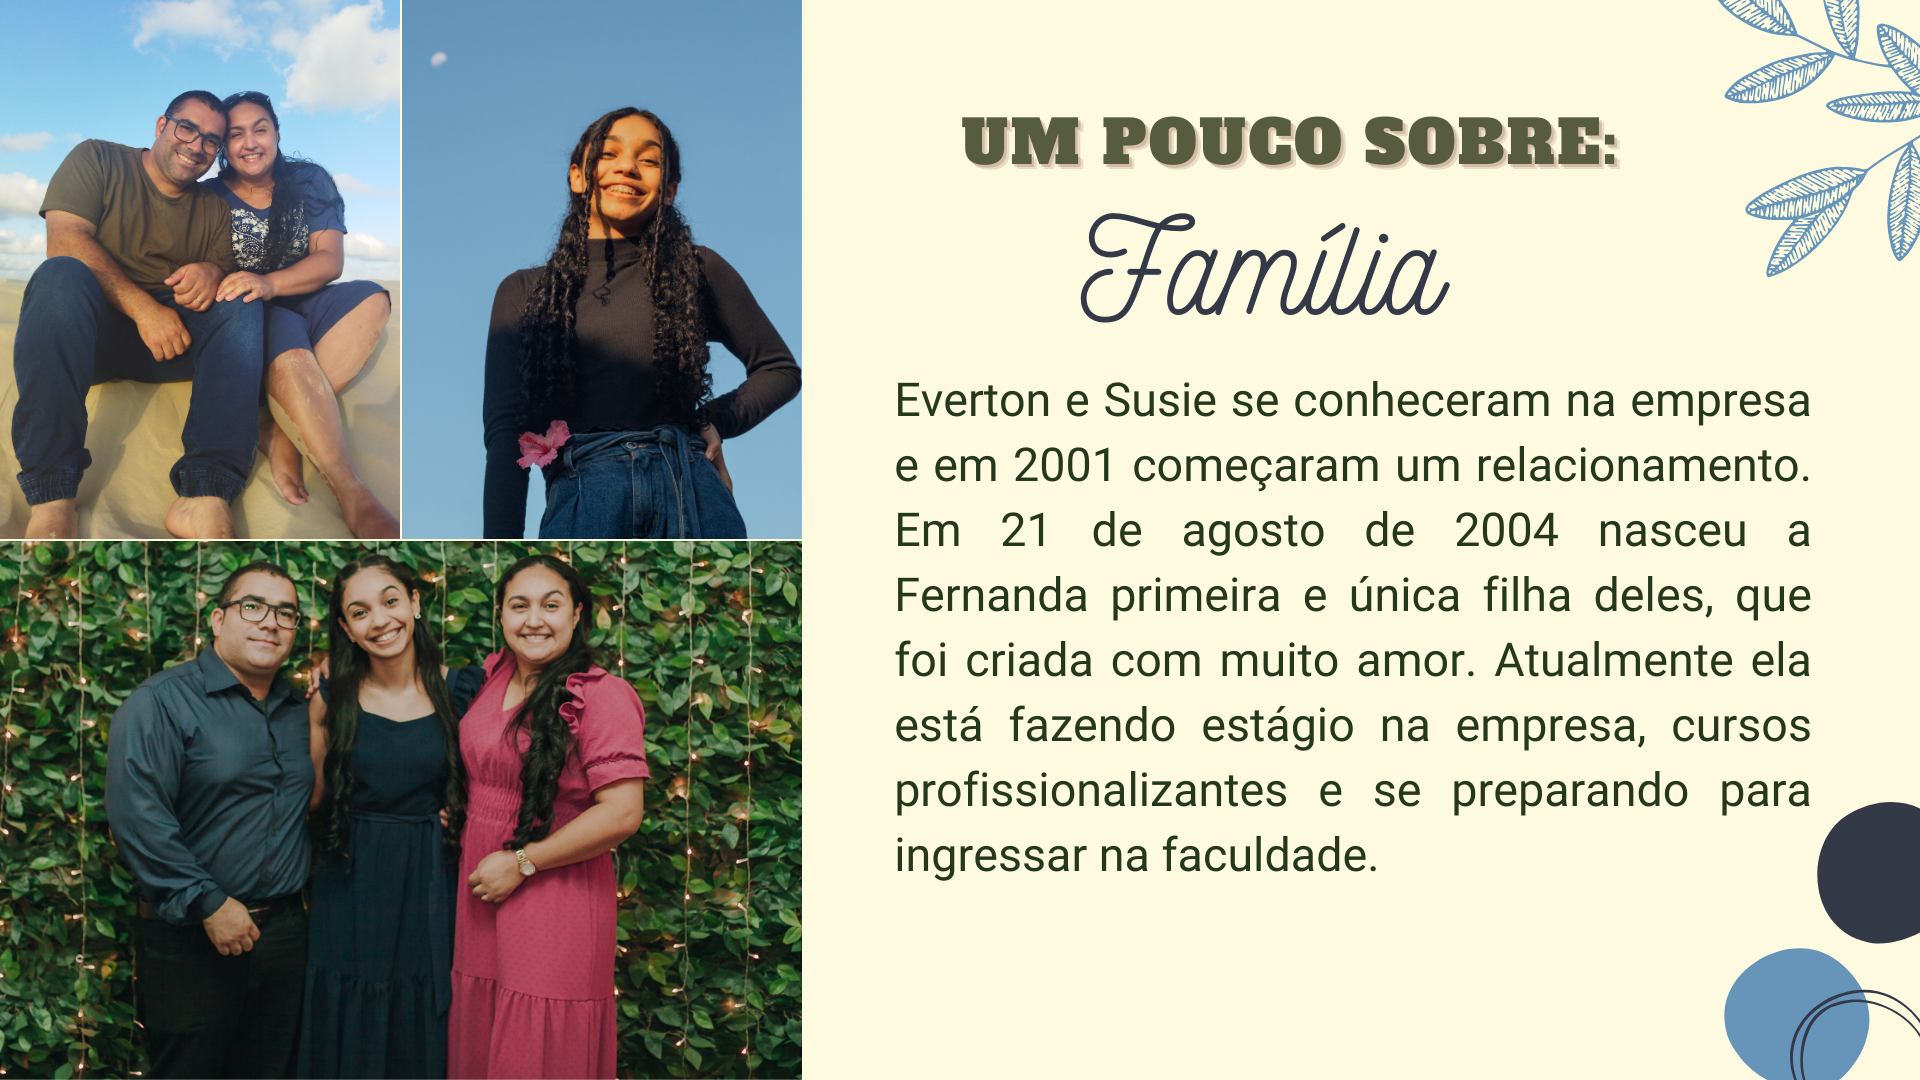 UM POUCO SOBRE:
Família
Everton e Susie se conheceram na empresa
e em 2001 começaram um relacionamento.
Em 21 de agosto de 2004 nasceu a
Fernanda primeira e única filha deles, que
foi criada com muito amor. Atualmente ela
está fazendo estágio na empresa, cursos
profissionalizantes e se preparando para
ingressar na faculdade.